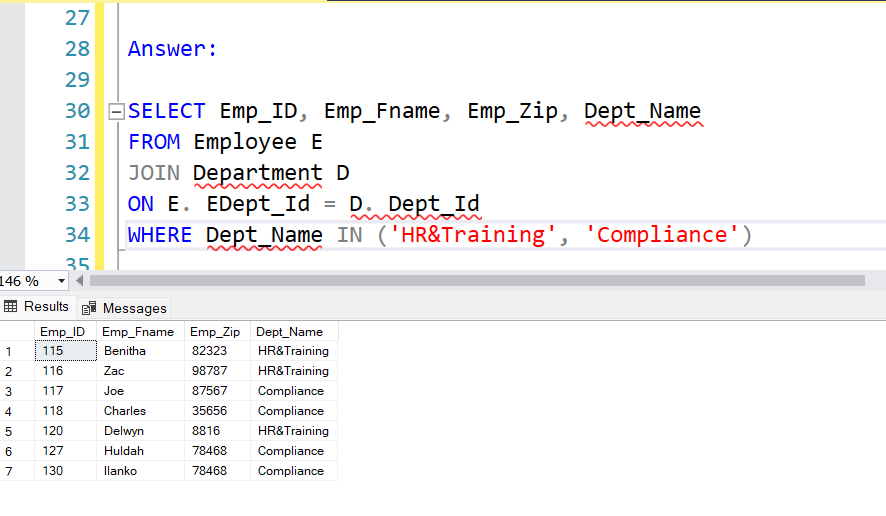 27
28 Answer:
29
30 SELECT Emp_ID, Emp_Fname, Emp_Zip, Dept_Name
31 FROM Employee E
32 JOIN Department D
33 ON E. EDept_Id = D. Dept_Id
34 WHERE Dept_Name IN ('HR&Training', 'Compliance')
35
146 %
Results Messages
Emp_ID Emp_Fname Emp_Zip Dept_Name
1 115 Benitha 82323 HR&Training
2 116 Zac 98787 HR&Training
3 117 Joe 87567 Compliance
4 118 Charles 35656 Compliance
5 120 Delwyn 8816 HR&Training
6 127 Huldah 78468 Compliance
7 130 Ilanko 78468 Compliance